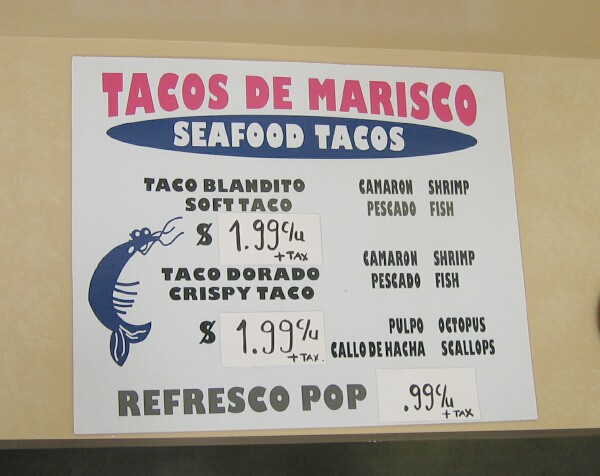 TACOS DE MARISCO
SEAFOOD TACOS
TACO BLANDITO
SOFT TACO
$ 1.99 c/u
+ TAX
CAMARON SHRIMP
PESCADO FISH
TACO DORADO
CRISPY TACO
$ 1.99 c/u
+ TAX.
CAMARON SHRIMP
PESCADO FISH
PULPO OCTOPUS
CALLO DE HACHA SCALLOPS
REFRESCO POP .99 c/u
+ TAX